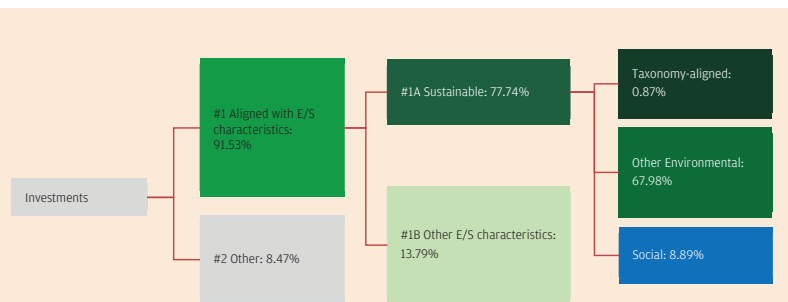 Investments
#1 Aligned with E/S
characteristics:
91.53%
#2 Other: 8.47%
#1A Sustainable: 77.74%
#1B Other E/S characteristics:
13.79%
Taxonomy-aligned:
0.87%
Other Environmental:
67.98%
Social: 8.89%